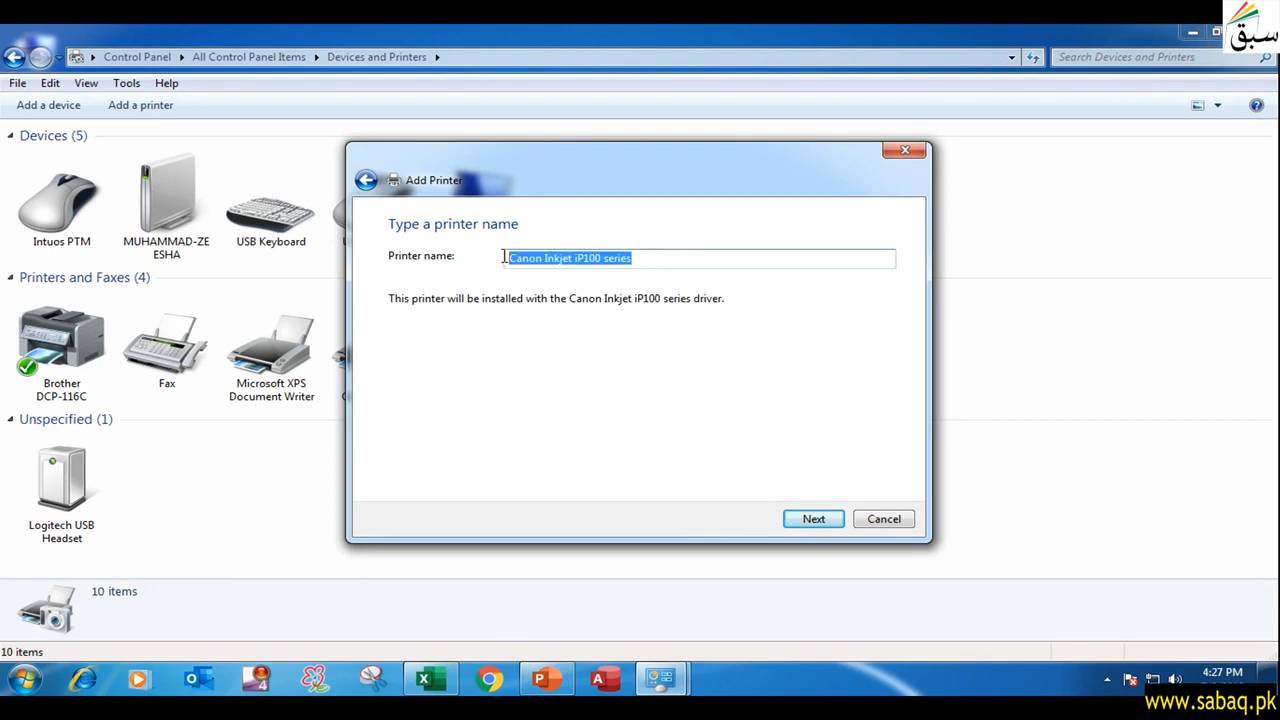 سبق
Control Panel
All Control Panel Items
Devices and Printers
Search Devices and Printers
File Edit View Tools Help
Add a device Add a printer
Devices (5)
Intuos PTM
MUHAMMAD-ZE
ESHA
USB Keyboard
Printers and Faxes (4)
Brother
DCP-116C
Fax
Microsoft XPS
Document Writer
Unspecified (1)
Logitech USB
Headset
Add Printer
Type a printer name
Printer name:
Canon Inkjet iP100 series
This printer will be installed with the Canon Inkjet iP100 series driver.
Next
Cancel
10 items
10 items
4:27 PM
www.sabaq.pk